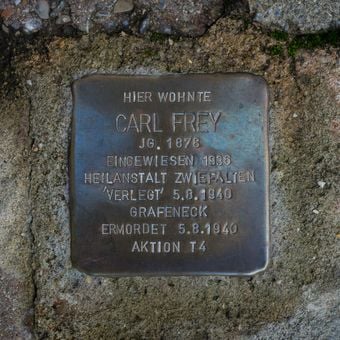 HIER WOHNTE
CARL FREY
JG. 1876
EINGEWIESEN 1896
HEILANSTALT ZWIEFALTEN
'VERLEGT' 5.8.1940
GRAFENECK
ERMORDET 5.8.1940
AKTION T4